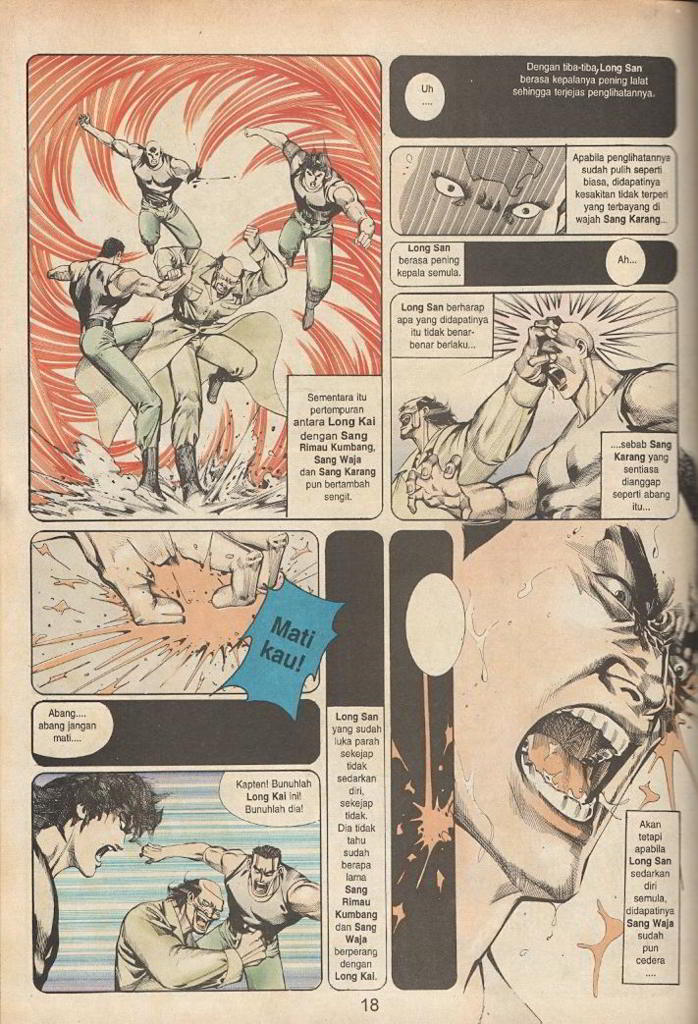 Sementara itu
pertempuran
antara Long Kai
dengan Sang
Rimau Kumbang,
Sang Waja
dan Sang Karang
pun bertambah
sengit.
Dengan tiba-tiba, Long San
berasa kepalanya pening lalat
sehingga terjejas penglihatannya.
Uh
....
Apabila penglihatannya
sudah pulih seperti
biasa, didapatinya
kesakitan tidak terperi
yang terbayang di
wajah Sang Karang...
Long San
berasa pening
kepala semula.
Ah...
Long San berharap
apa yang didapatinya
itu tidak benar-
benar berlaku...
....sebab Sang
Karang yang
sentiasa
dianggap
seperti abang
itu...
Mati
kau!
Abang....
abang jangan
mati....
Kapten! Bunuhlah
Long Kai ini!
Bunuhlah dia!
Long San
yang sudah
luka parah
sekejap
tidak
sedarkan
diri,
sekejap
tidak.
Dia tidak
tahu
sudah
berapa
lama
Sang
Rimau
Kumbang
dan Sang
Waja
berperang
dengan
Long Kai.
Akan
tetapi
apabila
Long San
sedarkan
diri
semula,
didapatinya
Sang Waja
sudah
pun
cedera
....
18